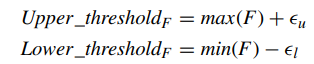 Upper_threshold_F = max(F) + ϵ_u
Lower_threshold_F = min(F) − ϵ_l